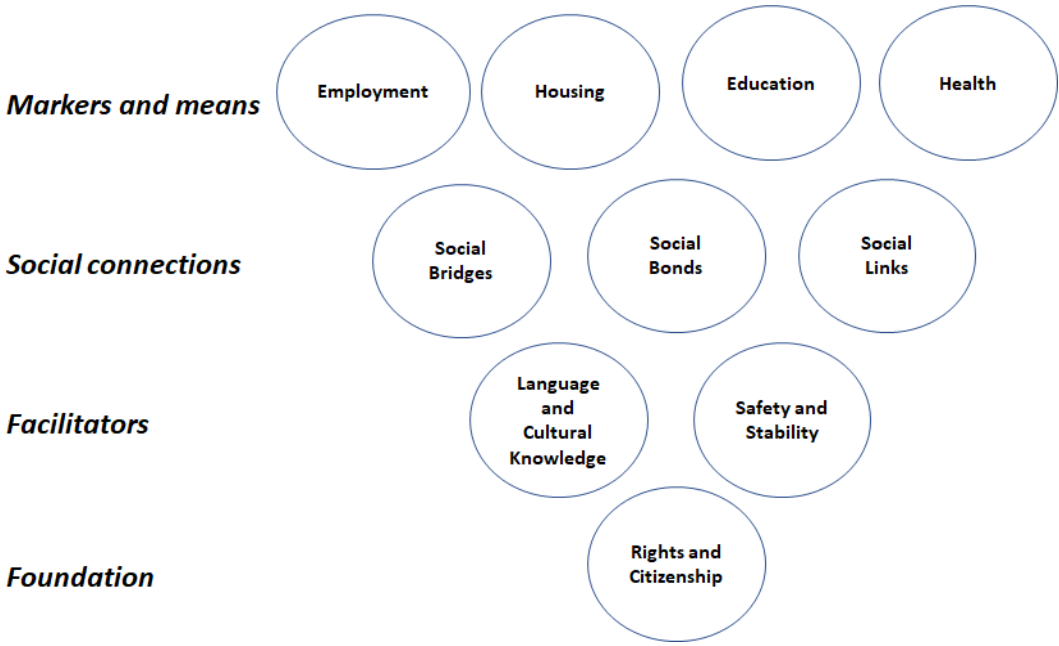 Markers and means
Employment
Housing
Education
Health
Social connections
Social
Bridges
Social
Bonds
Social
Links
Facilitators
Language
and
Cultural
Knowledge
Safety and
Stability
Foundation
Rights and
Citizenship